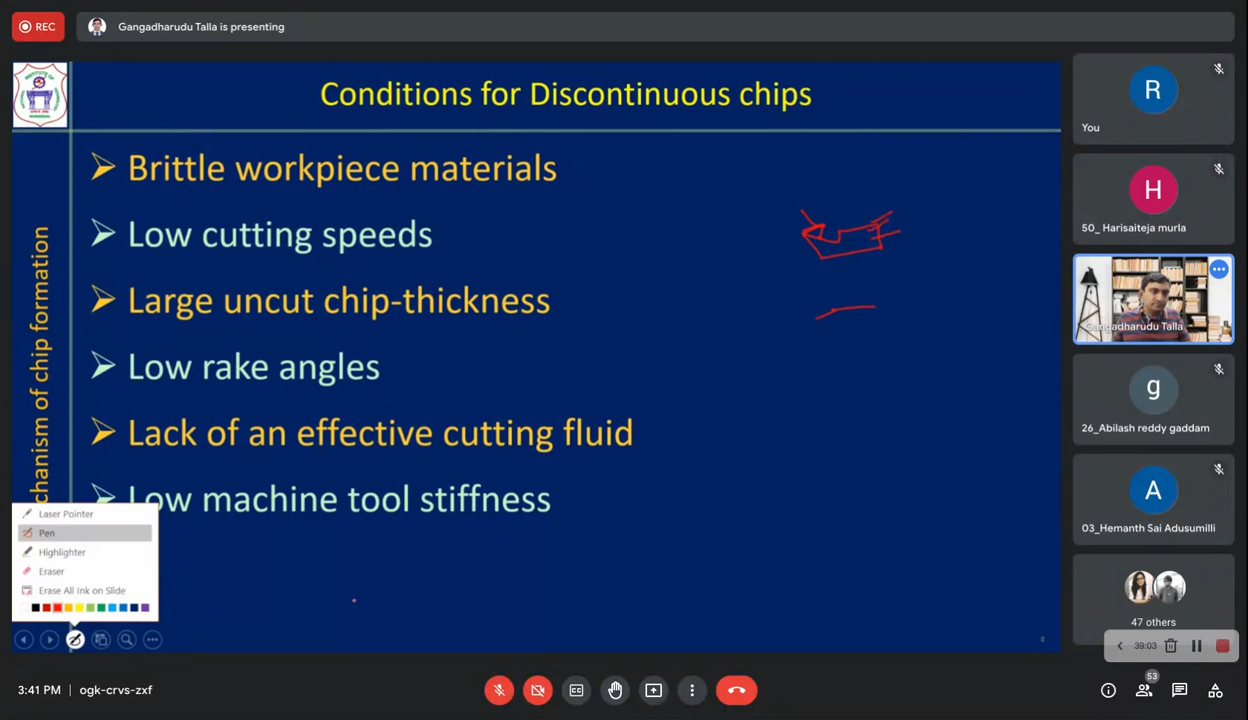 REC
Gangadharudu Talla is presenting
Conditions for Discontinuous chips
Brittle workpiece materials
Low cutting speeds
Large uncut chip-thickness
Low rake angles
Lack of an effective cutting fluid
Low machine tool stiffness
chanism of chip formation
Laser Pointer
Pen
Highlighter
Eraser
Erase All Ink on Slide
8
R
You
H
50_ Harisaiteja murla
Gangadharudu Talla
g
26_Abilash reddy gaddam
A
03_Hemanth Sai Adusumilli
47 others
39:03
3:41 PM | ogk-crvs-zxf
CC
53